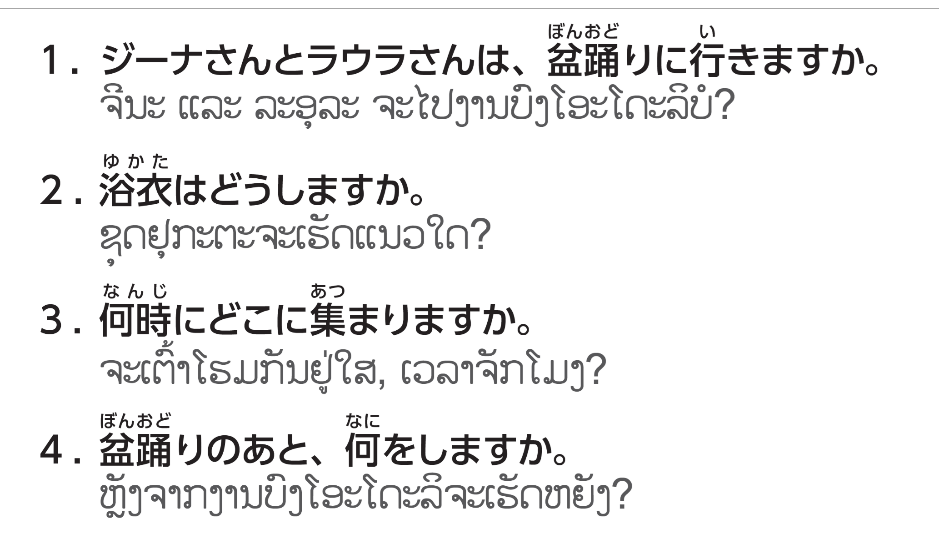 ぼんおど い
1. ジーナさんとラウラさんは、盆踊りに行きますか。
ຈີນະ ແລະ ລະອຸລະ ຈະໄປງານບົງໂອະໂດະລິບໍ?
ゆかた
2. 浴衣はどうしますか。
ຊຸດຢຸກະຕະຈະເຮັດແນວໃດ?
なんじ あつ
3. 何時にどこに集まりますか。
ຈະເຕົ້າໂຮມກັນຢູ່ໃສ, ເວລາຈັກໂມງ?
ぼんおど なに
4. 盆踊りのあと、何をしますか。
ຫຼັງຈາກງານບົງໂອະໂດະລິຈະເຮັດຫຍັງ?